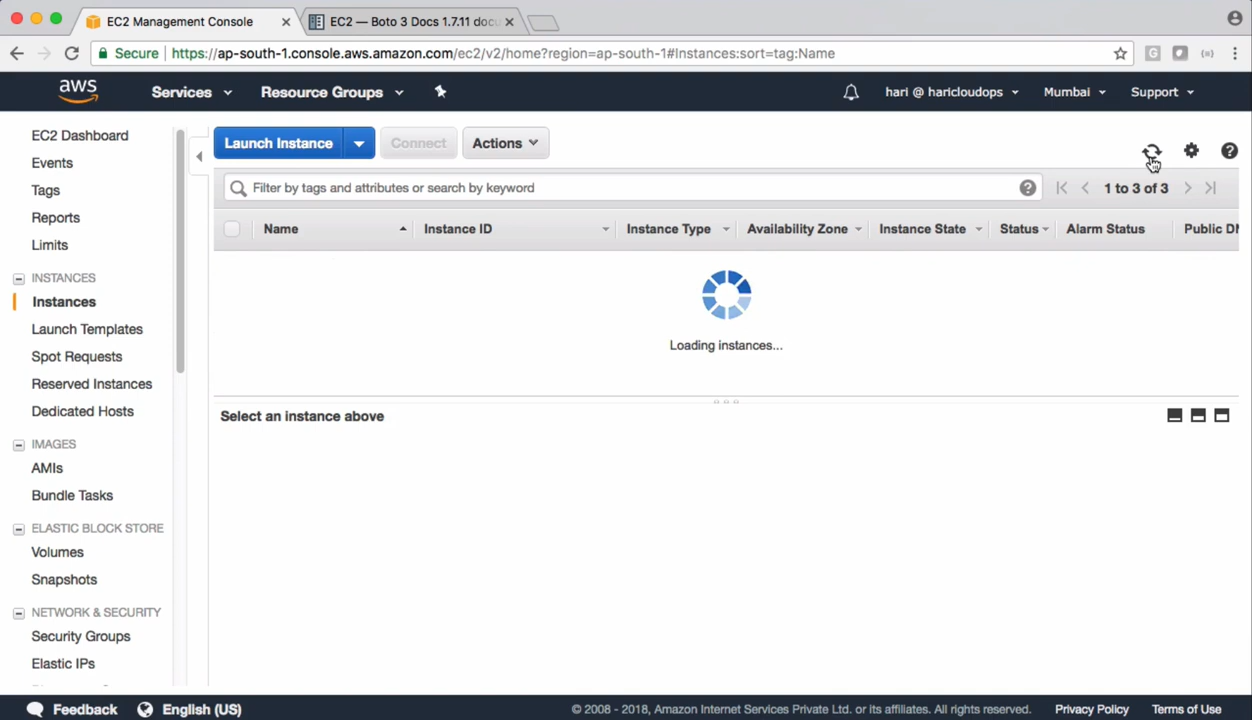 EC2 Management Console
EC2 — Boto 3 Docs 1.7.11 docu
Secure https://ap-south-1.console.aws.amazon.com/ec2/v2/home?region=ap-south-1#Instances:sort=tag:Name
aws Services Resource Groups hari @ haricloudops Mumbai Support
EC2 Dashboard
Events
Tags
Reports
Limits
INSTANCES
Instances
Launch Templates
Spot Requests
Reserved Instances
Dedicated Hosts
IMAGES
AMIs
Bundle Tasks
ELASTIC BLOCK STORE
Volumes
Snapshots
NETWORK & SECURITY
Security Groups
Elastic IPs
Launch Instance Connect Actions
Filter by tags and attributes or search by keyword 1 to 3 of 3
Name Instance ID Instance Type Availability Zone Instance State Status Alarm Status Public DN
Loading instances...
Select an instance above
Feedback English (US) © 2008 - 2018, Amazon Internet Services Private Ltd. or its affiliates. All rights reserved. Privacy Policy Terms of Use